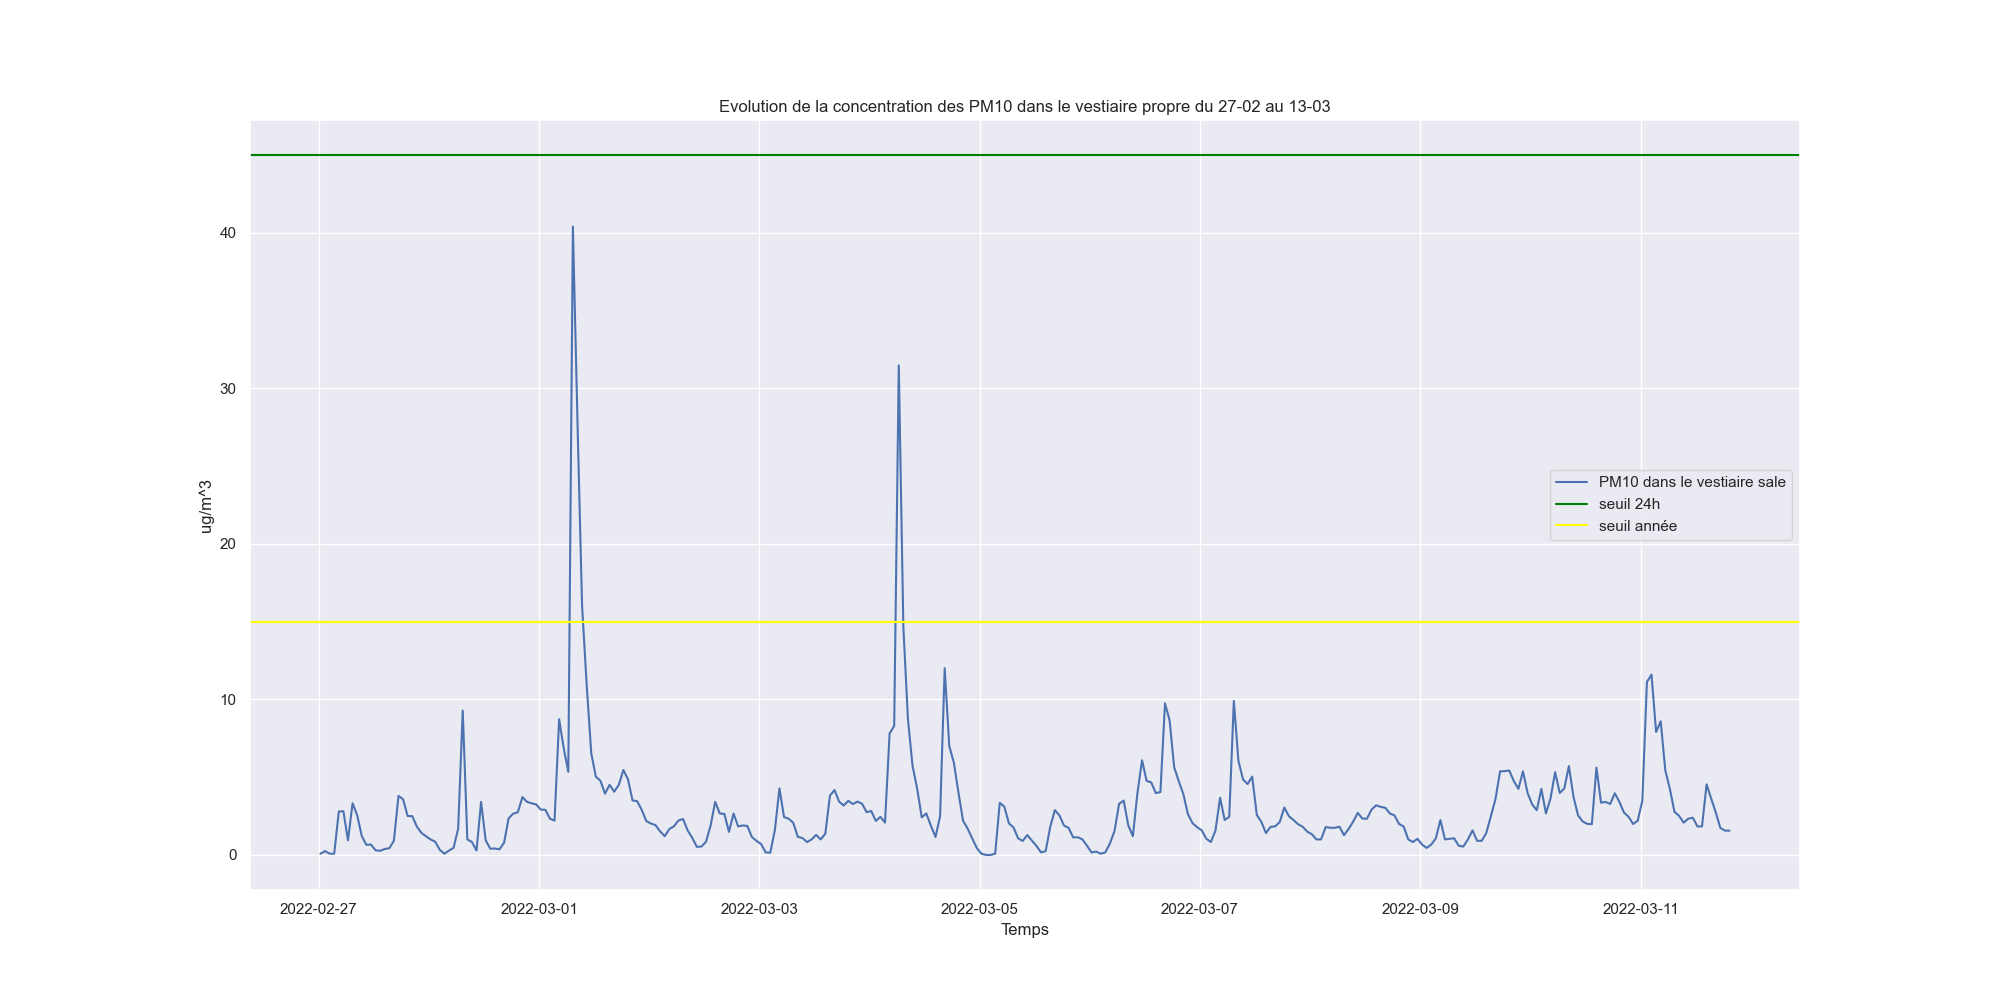 Evolution de la concentration des PM10 dans le vestiaire propre du 27-02 au 13-03
40
30
20
10
0
ug/m^3
PM10 dans le vestiaire sale
seuil 24h
seuil année
2022-02-27
2022-03-01
2022-03-03
2022-03-05
2022-03-07
2022-03-09
2022-03-11
Temps